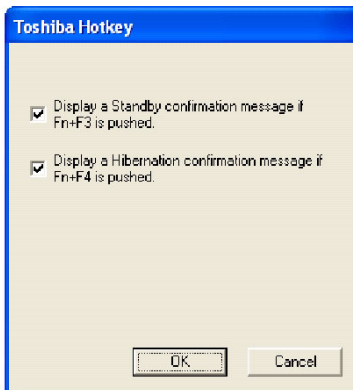 Toshiba Hotkey
Display a Standby confirmation message if
Fn+F3 is pushed.
Display a Hibernation confirmation message if
Fn+F4 is pushed.
OK
Cancel